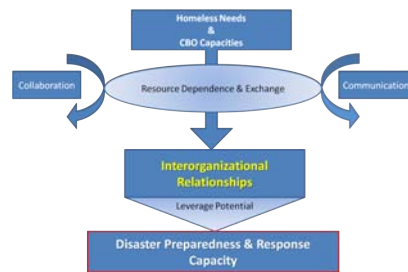 Homeless Needs
&
CBO Capacities
Collaboration
Resource Dependence & Exchange
Communication
Interorganizational
Relationships
Leverage Potential
Disaster Preparedness & Response
Capacity